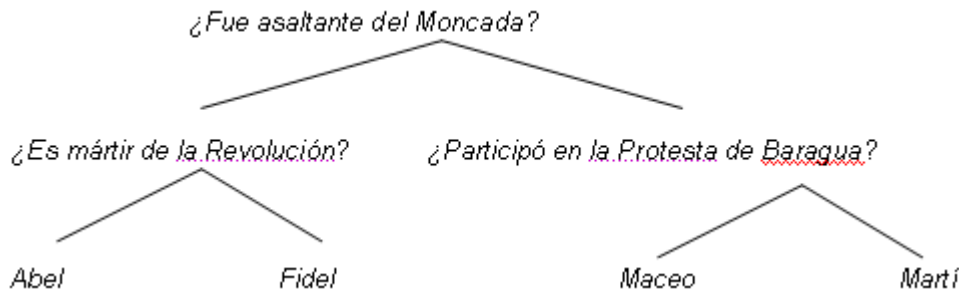 ¿Fue asaltante del Moncada?
¿Es mártir de la Revolución? ¿Participó en la Protesta de Baragua?
Abel Fidel Maceo Martí